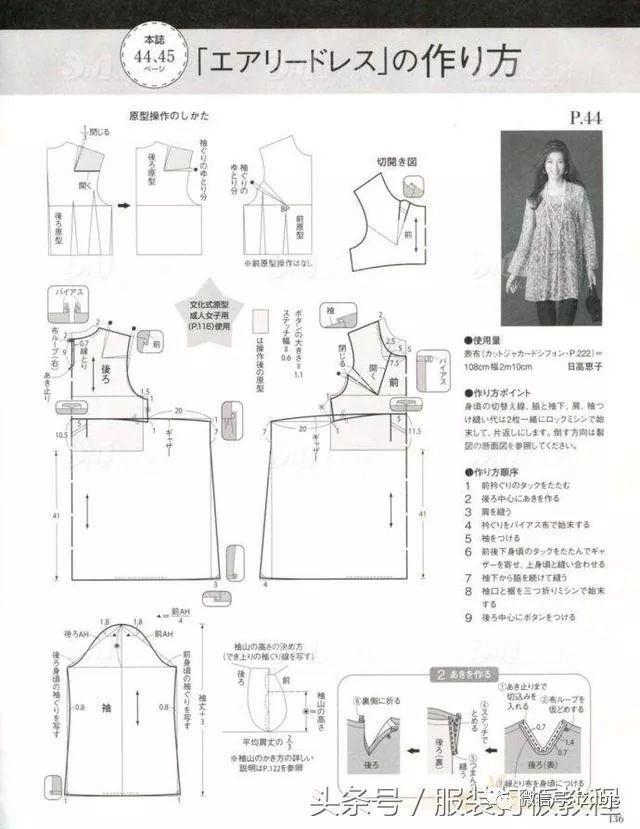 本誌
44、45
ページ
「エアリードレス」の作り方
原型操作のしかた
P.44
1/3閉じる
開く
後ろ原型
後ろ原型
袖ぐりのゆとり分
袖ぐりのゆとり分
BP
前原型
※前原型操作はなし
切開き図
前
バイアス
布ループ（右）
あき止り
0.7縁とり
後ろ
前
文化式原型
成人女子用
(P.116)使用
は操作後の原型
ボタンの大きさ＝1.1
ステッチ幅＝0.6
袖
閉じる
開く
前
バイアス
20
ギャザー
10.5
41
20
ギャザー
11.5
41
●使用量
表布（カットジャカードシフォン・P.222）＝
108cm幅2m10cm
日高恵子
●作り方ポイント
身頃の切替え線、脇と袖下、肩、袖つ
け縫い代は2枚一緒にロックミシンで始
末して、片返しにします。倒す方向は製
図の断面図を参照してください。
●作り方順序
1 前衿ぐりのタックをたたむ
2 後ろ中心にあきを作る
3 肩を縫う
4 衿ぐりをバイアス布で始末する
5 袖をつける
6 前後下身頃のタックをたたんでギャ
ザーを寄せ、上身頃と縫い合わせる
7 袖下から脇を続けて縫う
8 袖口と裾を三つ折りミシンで始末
する
9 後ろ中心にボタンをつける
▲＝前AH/4
1.8
1.8
後ろAH
前AH
後ろ身頃の袖ぐりを写す
前身頃の袖ぐりを写す
0.8
袖
0.8
袖丈＋3
1
1
袖山の高さの決め方
（でき上りの袖ぐり線を写す）
後ろ
前
袖山の高さ
平均肩丈の2/3
※袖山のかき方の詳しい
説明はP.122を参照
2 あきを作る
①あき止りまで
切込みを
入れる
②布ループを
仮どめする
0.7
1.4
0.7
後ろ（表）
③縁とり布を身頃につける
④ステッチで
とめる
後ろ（裏）
⑤つまんで
縫う
⑥裏側に折る
後ろ
头条号／服装打板教程
136